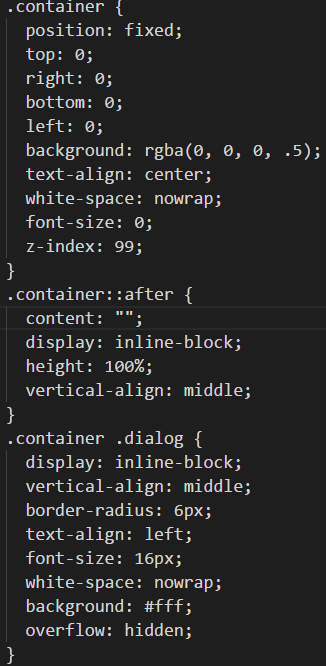 .container {
  position: fixed;
  top: 0;
  right: 0;
  bottom: 0;
  left: 0;
  background: rgba(0, 0, 0, .5);
  text-align: center;
  white-space: nowrap;
  font-size: 0;
  z-index: 99;
}
.container::after {
  content: "";
  display: inline-block;
  height: 100%;
  vertical-align: middle;
}
.container .dialog {
  display: inline-block;
  vertical-align: middle;
  border-radius: 6px;
  text-align: left;
  font-size: 16px;
  white-space: nowrap;
  background: #fff;
  overflow: hidden;
}